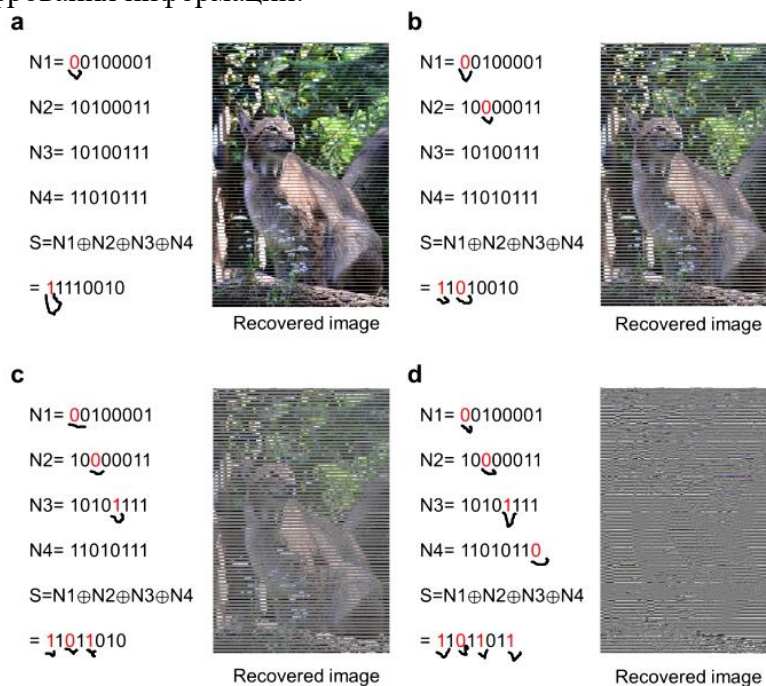 рования информации.
a
N1= 00100001
N2= 10100011
N3= 10100111
N4= 11010111
S=N1⊕N2⊕N3⊕N4
= 11110010
Recovered image
b
N1= 00100001
N2= 10000011
N3= 10100111
N4= 11010111
S=N1⊕N2⊕N3⊕N4
= 11010010
Recovered image
c
N1= 00100001
N2= 10000011
N3= 10101111
N4= 11010111
S=N1⊕N2⊕N3⊕N4
= 11011010
Recovered image
d
N1= 00100001
N2= 10000011
N3= 10101111
N4= 11010110
S=N1⊕N2⊕N3⊕N4
= 11011011
Recovered image